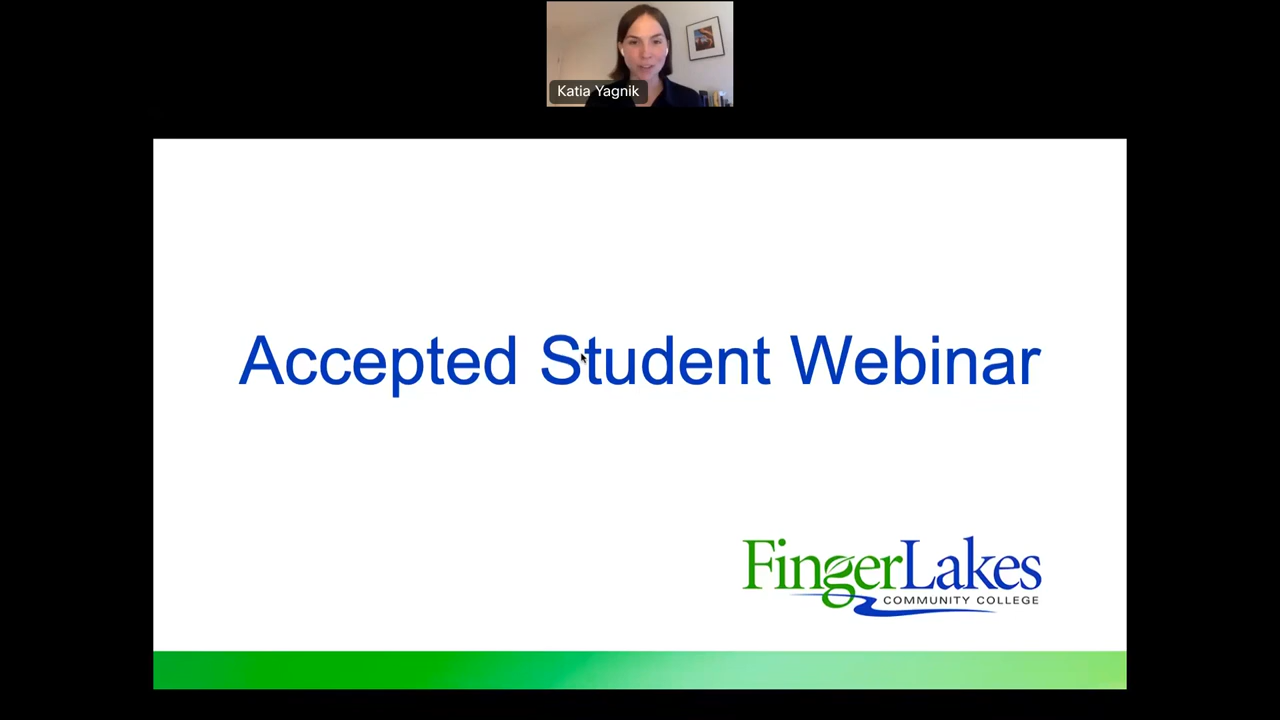 Katia Yagnik
Accepted Student Webinar
FingerLakes
COMMUNITY COLLEGE